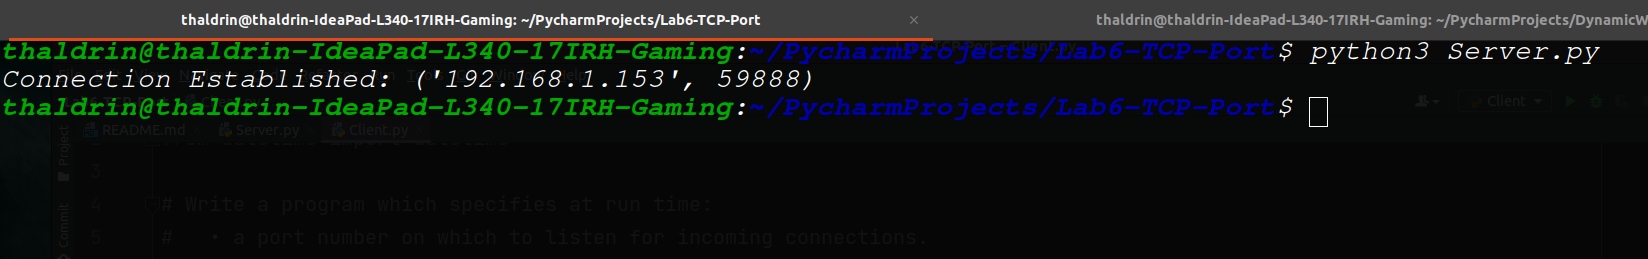 thaldrin@thaldrin-IdeaPad-L340-17IRH-Gaming: ~/PycharmProjects/Lab6-TCP-Port × thaldrin@thaldrin-IdeaPad-L340-17IRH-Gaming: ~/PycharmProjects/DynamicW
thaldrin@thaldrin-IdeaPad-L340-17IRH-Gaming:~/PycharmProjects/Lab6-TCP-Port$ python3 Server.py
Connection Established: ('192.168.1.153', 59888)
thaldrin@thaldrin-IdeaPad-L340-17IRH-Gaming:~/PycharmProjects/Lab6-TCP-Port$
Client
README.md Server.py Client.py
Project
3
4 # Write a program which specifies at run time:
Commit
5 # • a port number on which to listen for incoming connections.